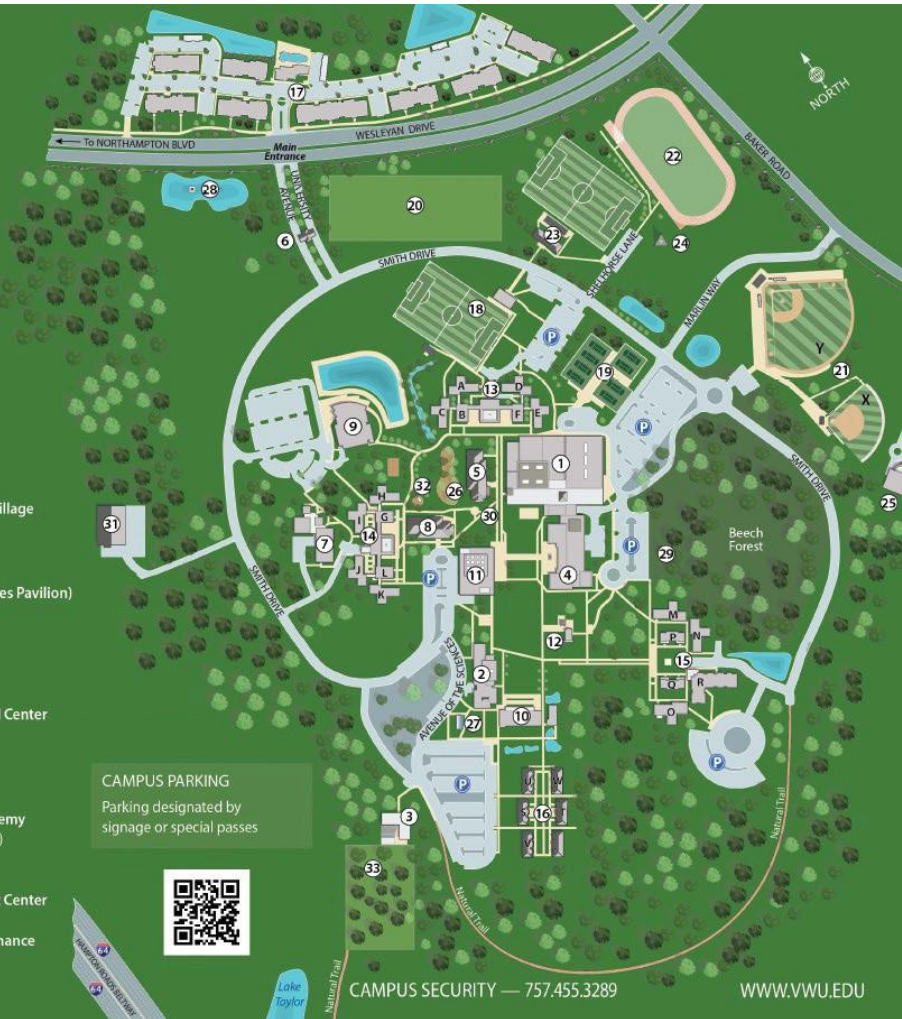 17
NORTH
22
To NORTHAMPTON BLVD
WESLEYAN DRIVE
BAKER ROAD
Main
Entrance
28
UNIVERSITY
AVENUE
20
23
6
24
SHELHORSE LANE
SMITH DRIVE
MARLIN WAY
18
P
Y
19
21
A
13
D
X
C
B
F
E
9
P
5
1
SMITH DRIVE
25
32
26
H
illage
31
I
G
8
30
Beech
Forest
14
7
P
29
J
L
P
11
4
es Pavilion)
K
SMITH DRIVE
M
12
P
N
15
AVENUE OF THE SCIENCES
2
Q
R
O
l Center
27
10
P
CAMPUS PARKING
Parking designated by
signage or special passes
P
U
W
16
V
Natural Trail
emy
)
3
33
Center
Natural Trail
nance
HAMPTON ROADS BELTWAY
64
64
Lake
Taylor
Natural Trail
CAMPUS SECURITY — 757.455.3289
WWW.VWU.EDU